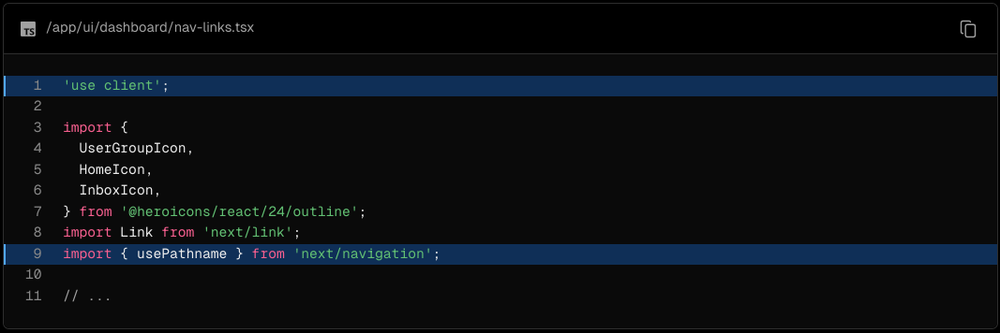 TS /app/ui/dashboard/nav-links.tsx
1 'use client';
2
3 import {
4   UserGroupIcon,
5   HomeIcon,
6   InboxIcon,
7 } from '@heroicons/react/24/outline';
8 import Link from 'next/link';
9 import { usePathname } from 'next/navigation';
10
11 // ...